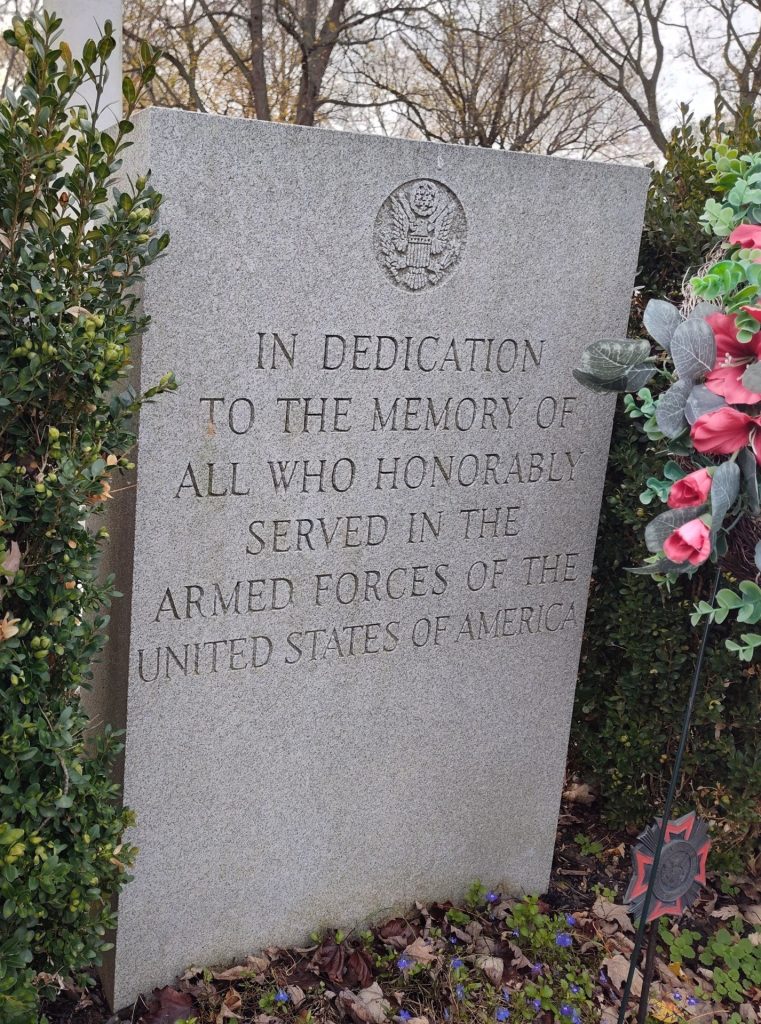 IN DEDICATION
TO THE MEMORY OF
ALL WHO HONORABLY
SERVED IN THE
ARMED FORCES OF THE
UNITED STATES OF AMERICA